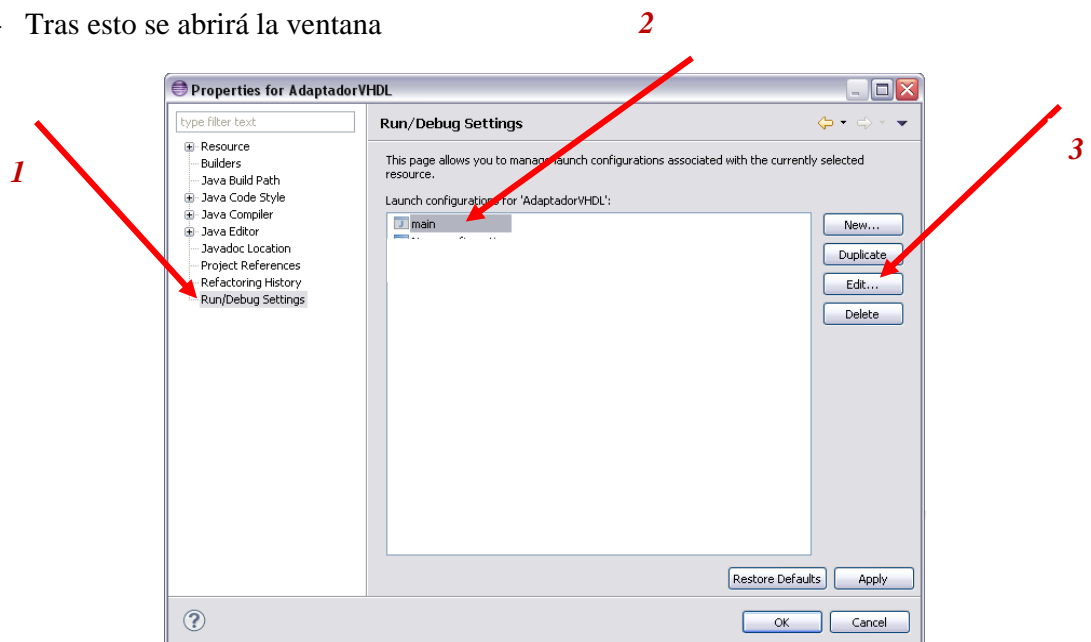 - Tras esto se abrirá la ventana
2
Properties for AdaptadorVHDL
type filter text
Run/Debug Settings
3
1
Resource
Builders
Java Build Path
Java Code Style
Java Compiler
Java Editor
Javadoc Location
Project References
Refactoring History
Run/Debug Settings
This page allows you to manage launch configurations associated with the currently selected
resource.
Launch configurations for 'AdaptadorVHDL':
main
New...
Duplicate
Edit...
Delete
Restore Defaults
Apply
?
OK
Cancel